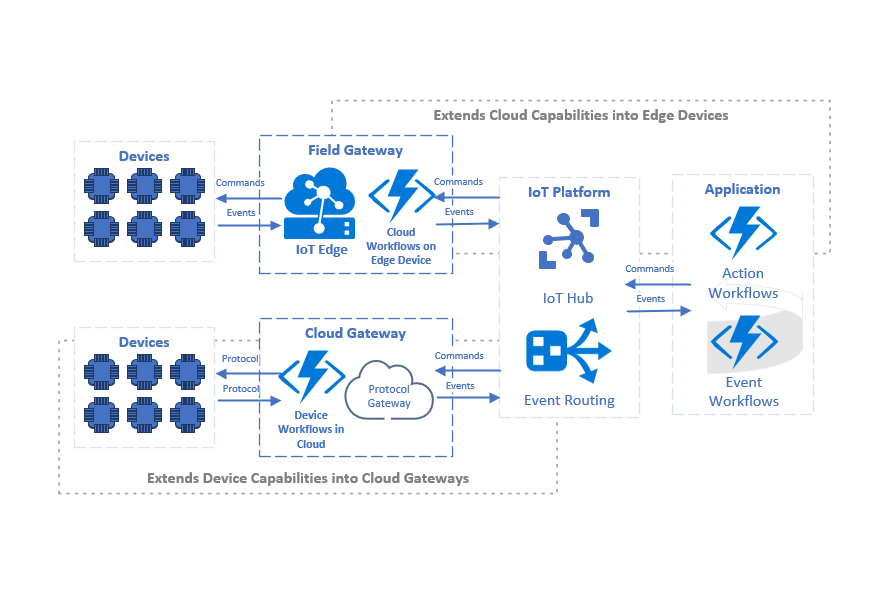 Extends Cloud Capabilities into Edge Devices
Devices
Commands
Events
Field Gateway
IoT Edge
Cloud
Workflows on
Edge Device
Commands
Events
IoT Platform
IoT Hub
Event Routing
Commands
Events
Application
Action
Workflows
Event
Workflows
Devices
Protocol
Protocol
Cloud Gateway
Device
Workflows in
Cloud
Protocol
Gateway
Commands
Events
Extends Device Capabilities into Cloud Gateways